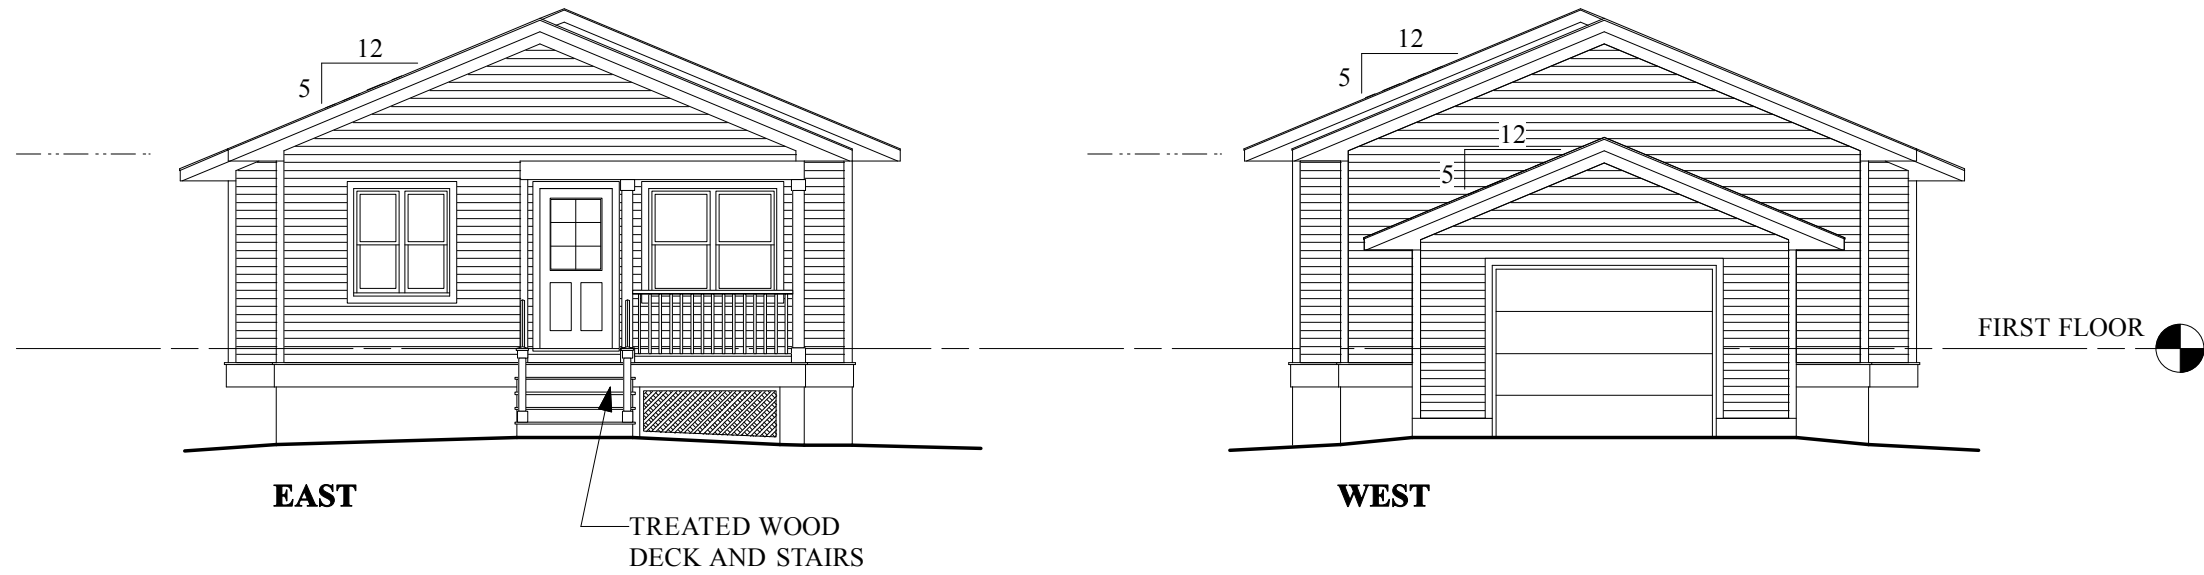 12
5
12
5
12
5
FIRST FLOOR
EAST
WEST
TREATED WOOD
DECK AND STAIRS